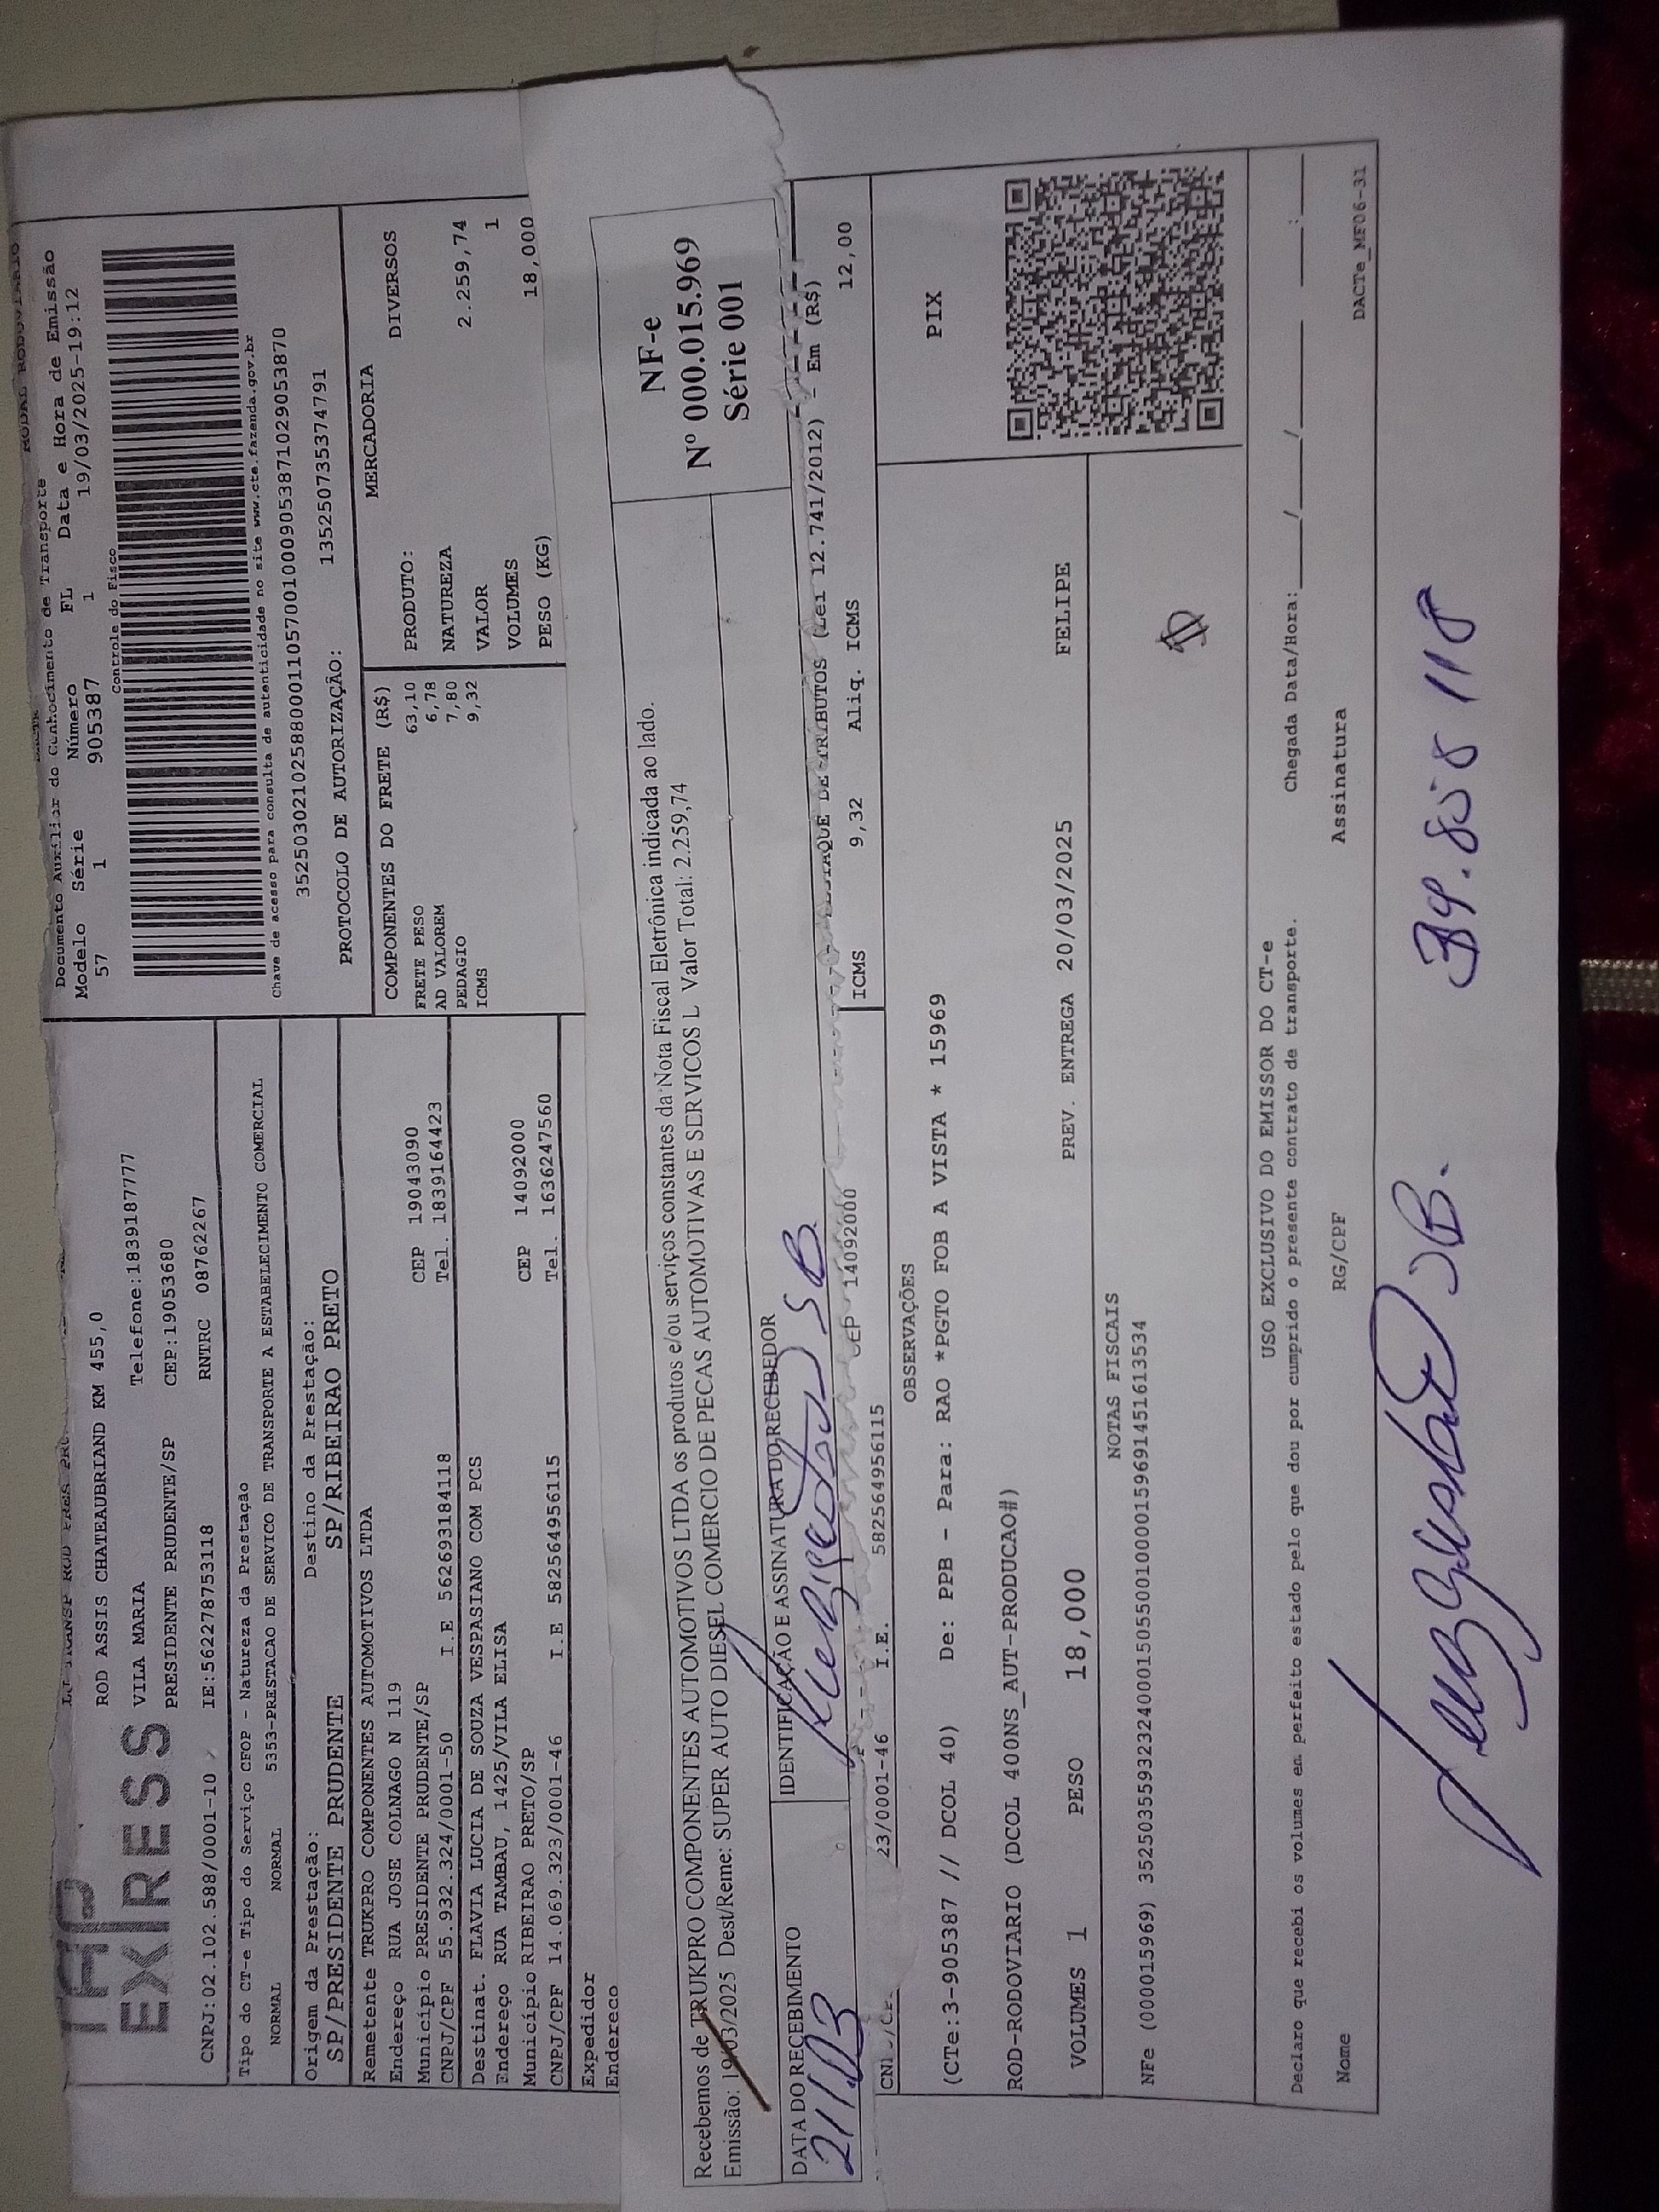 MODAL RODOVIARIO
Documento Auxiliar do Conhecimento de Transporte
Modelo Série Número FL Data e Hora de Emissão
57 1 905387 1 19/03/2025-19:12
Controle do Fisco
Chave de acesso para consulta de autenticidade no site www.cte.fazenda.gov.br
35250302102588000110570010009053871029053870
PROTOCOLO DE AUTORIZAÇÃO: 135250735374791
EXPRESS
ROD ASSIS CHATEAUBRIAND KM 455,0
VILA MARIA Telefone:1839187777
PRESIDENTE PRUDENTE/SP CEP:19053680
CNPJ:02.102.588/0001-10 IE:562278753118 RNTRC 08762267
Tipo do CT-e Tipo do Serviço CFOP - Natureza da Prestação
NORMAL NORMAL 5353-PRESTACAO DE SERVICO DE TRANSPORTE A ESTABELECIMENTO COMERCIAL
Origem da Prestação: Destino da Prestação:
SP/PRESIDENTE PRUDENTE SP/RIBEIRAO PRETO
Remetente TRUKPRO COMPONENTES AUTOMOTIVOS LTDA
Endereço RUA JOSE COLNAGO N 119
Município PRESIDENTE PRUDENTE/SP CEP 19043090
CNPJ/CPF 55.932.324/0001-50 I.E 562693184118 Tel. 1839164423
Destinat. FLAVIA LUCIA DE SOUZA VESPASIANO COM PCS
Endereço RUA TAMBAU, 1425/VILA ELISA
Município RIBEIRAO PRETO/SP CEP 14092000
CNPJ/CPF 14.069.323/0001-46 I.E 582564956115 Tel. 1636247560
Expedidor
Endereco
COMPONENTES DO FRETE (R$)
FRETE PESO 63,10
AD VALOREM 6,78
PEDAGIO 7,80
ICMS 9,32
MERCADORIA
PRODUTO: DIVERSOS
NATUREZA
VALOR 2.259,74
VOLUMES 1
PESO (KG) 18,000
Recebemos de TRUKPRO COMPONENTES AUTOMOTIVOS LTDA os produtos e/ou serviços constantes da Nota Fiscal Eletrônica indicada ao lado.
Emissão: 19/03/2025 Dest/Reme: SUPER AUTO DIESEL COMERCIO DE PECAS AUTOMOTIVAS E SERVICOS L Valor Total: 2.259,74
NF-e
Nº 000.015.969
Série 001
DATA DO RECEBIMENTO IDENTIFICAÇÃO E ASSINATURA DO RECEBEDOR
21/03
DE TRIBUTOS (Lei 12.741/2012) - Em (R$)
23/0001-46 I.E. 582564956115 CEP 14092000
ICMS 9,32 Aliq. ICMS 12,00
OBSERVAÇÕES
(CTe:3-905387 // DCOL 40) De: PPB - Para: RAO *PGTO FOB A VISTA * 15969
PIX
ROD-RODOVIARIO (DCOL 400NS_AUT-PRODUCAO#)
VOLUMES 1 PESO 18,000 PREV. ENTREGA 20/03/2025 FELIPE
NOTAS FISCAIS
NFe (000015969) 35250355932324000150550010000159691451613534
USO EXCLUSIVO DO EMISSOR DO CT-e
Declaro que recebi os volumes em perfeito estado pelo que dou por cumprido o presente contrato de transporte. Chegada Data/Hora:___/___/___ ___:___
Nome RG/CPF Assinatura
DACTe_MF06-31